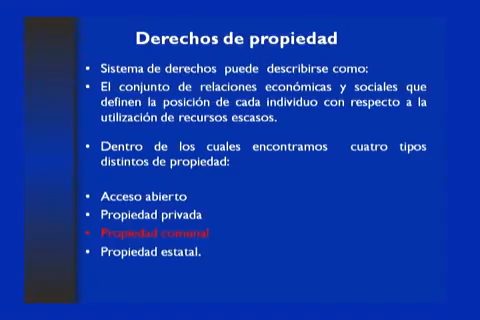 Derechos de propiedad
• Sistema de derechos puede describirse como:
• El conjunto de relaciones económicas y sociales que
definen la posición de cada individuo con respecto a la
utilización de recursos escasos.
• Dentro de los cuales encontramos cuatro tipos
distintos de propiedad:
• Acceso abierto
• Propiedad privada
• Propiedad comunal
• Propiedad estatal.